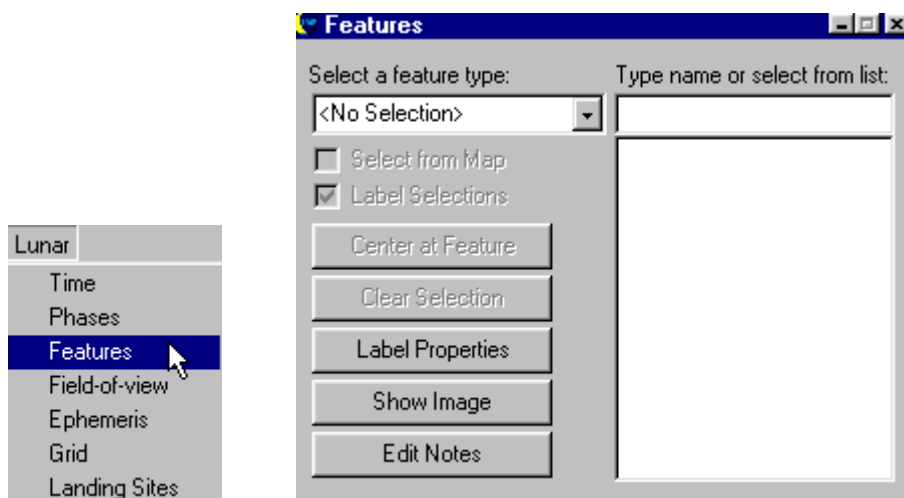 Lunar
Time
Phases
Features
Field-of-view
Ephemeris
Grid
Landing Sites
Features
Select a feature type:
<No Selection>
Select from Map
Label Selections
Center at Feature
Clear Selection
Label Properties
Show Image
Edit Notes
Type name or select from list: